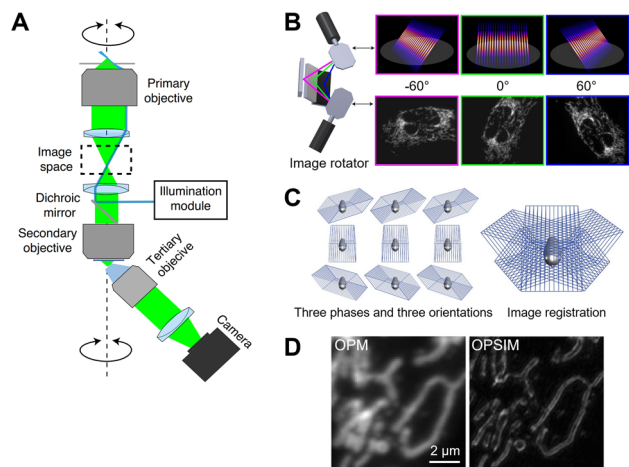 A
Primary
objective
Image
space
Dichroic
mirror
Illumination
module
Secondary
objective
Tertiary
objective
Camera
B
-60°
0°
60°
Image rotator
C
Three phases and three orientations
Image registration
D
OPM
2 µm
OPSIM